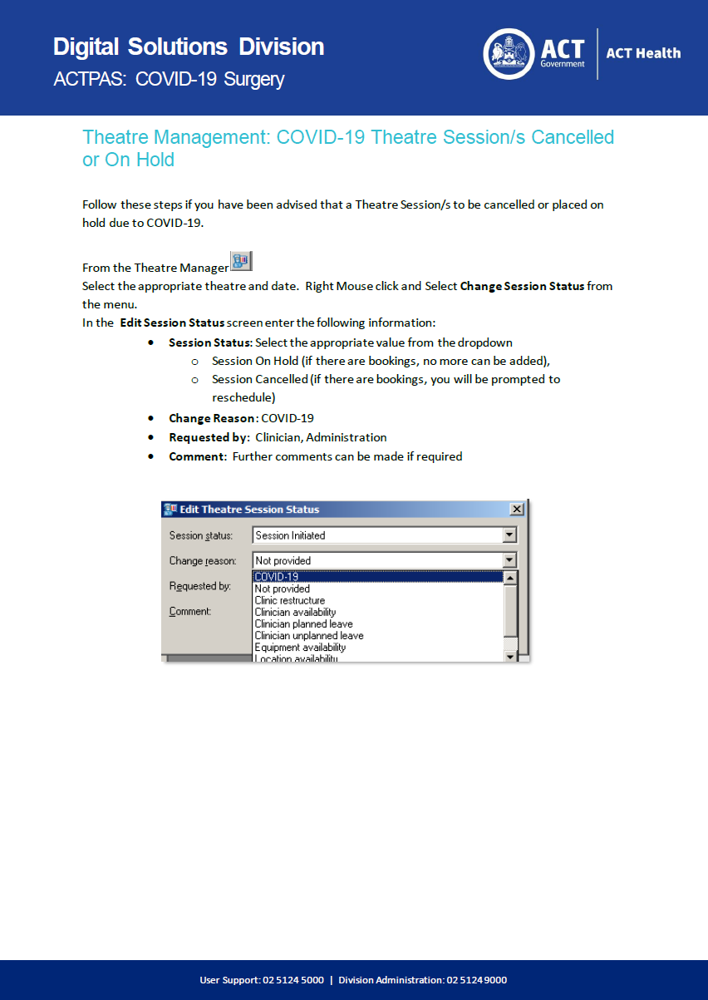 Digital Solutions Division
ACTPAS: COVID-19 Surgery
ACT
Government
ACT Health
Theatre Management: COVID-19 Theatre Session/s Cancelled
or On Hold
Follow these steps if you have been advised that a Theatre Session/s to be cancelled or placed on
hold due to COVID-19.
From the Theatre Manager
Select the appropriate theatre and date. Right Mouse click and Select Change Session Status from
the menu.
In the Edit Session Status screen enter the following information:
• Session Status: Select the appropriate value from the dropdown
o Session On Hold (if there are bookings, no more can be added),
o Session Cancelled (if there are bookings, you will be prompted to
reschedule)
• Change Reason: COVID-19
• Requested by: Clinician, Administration
• Comment: Further comments can be made if required
Edit Theatre Session Status
Session status: Session Initiated
Change reason: Not provided
COVID-19
Requested by:
Not provided
Clinic restructure
Comment:
Clinician availability
Clinician planned leave
Clinician unplanned leave
Equipment availability
Location availability
User Support: 02 5124 5000 | Division Administration: 02 5124 9000